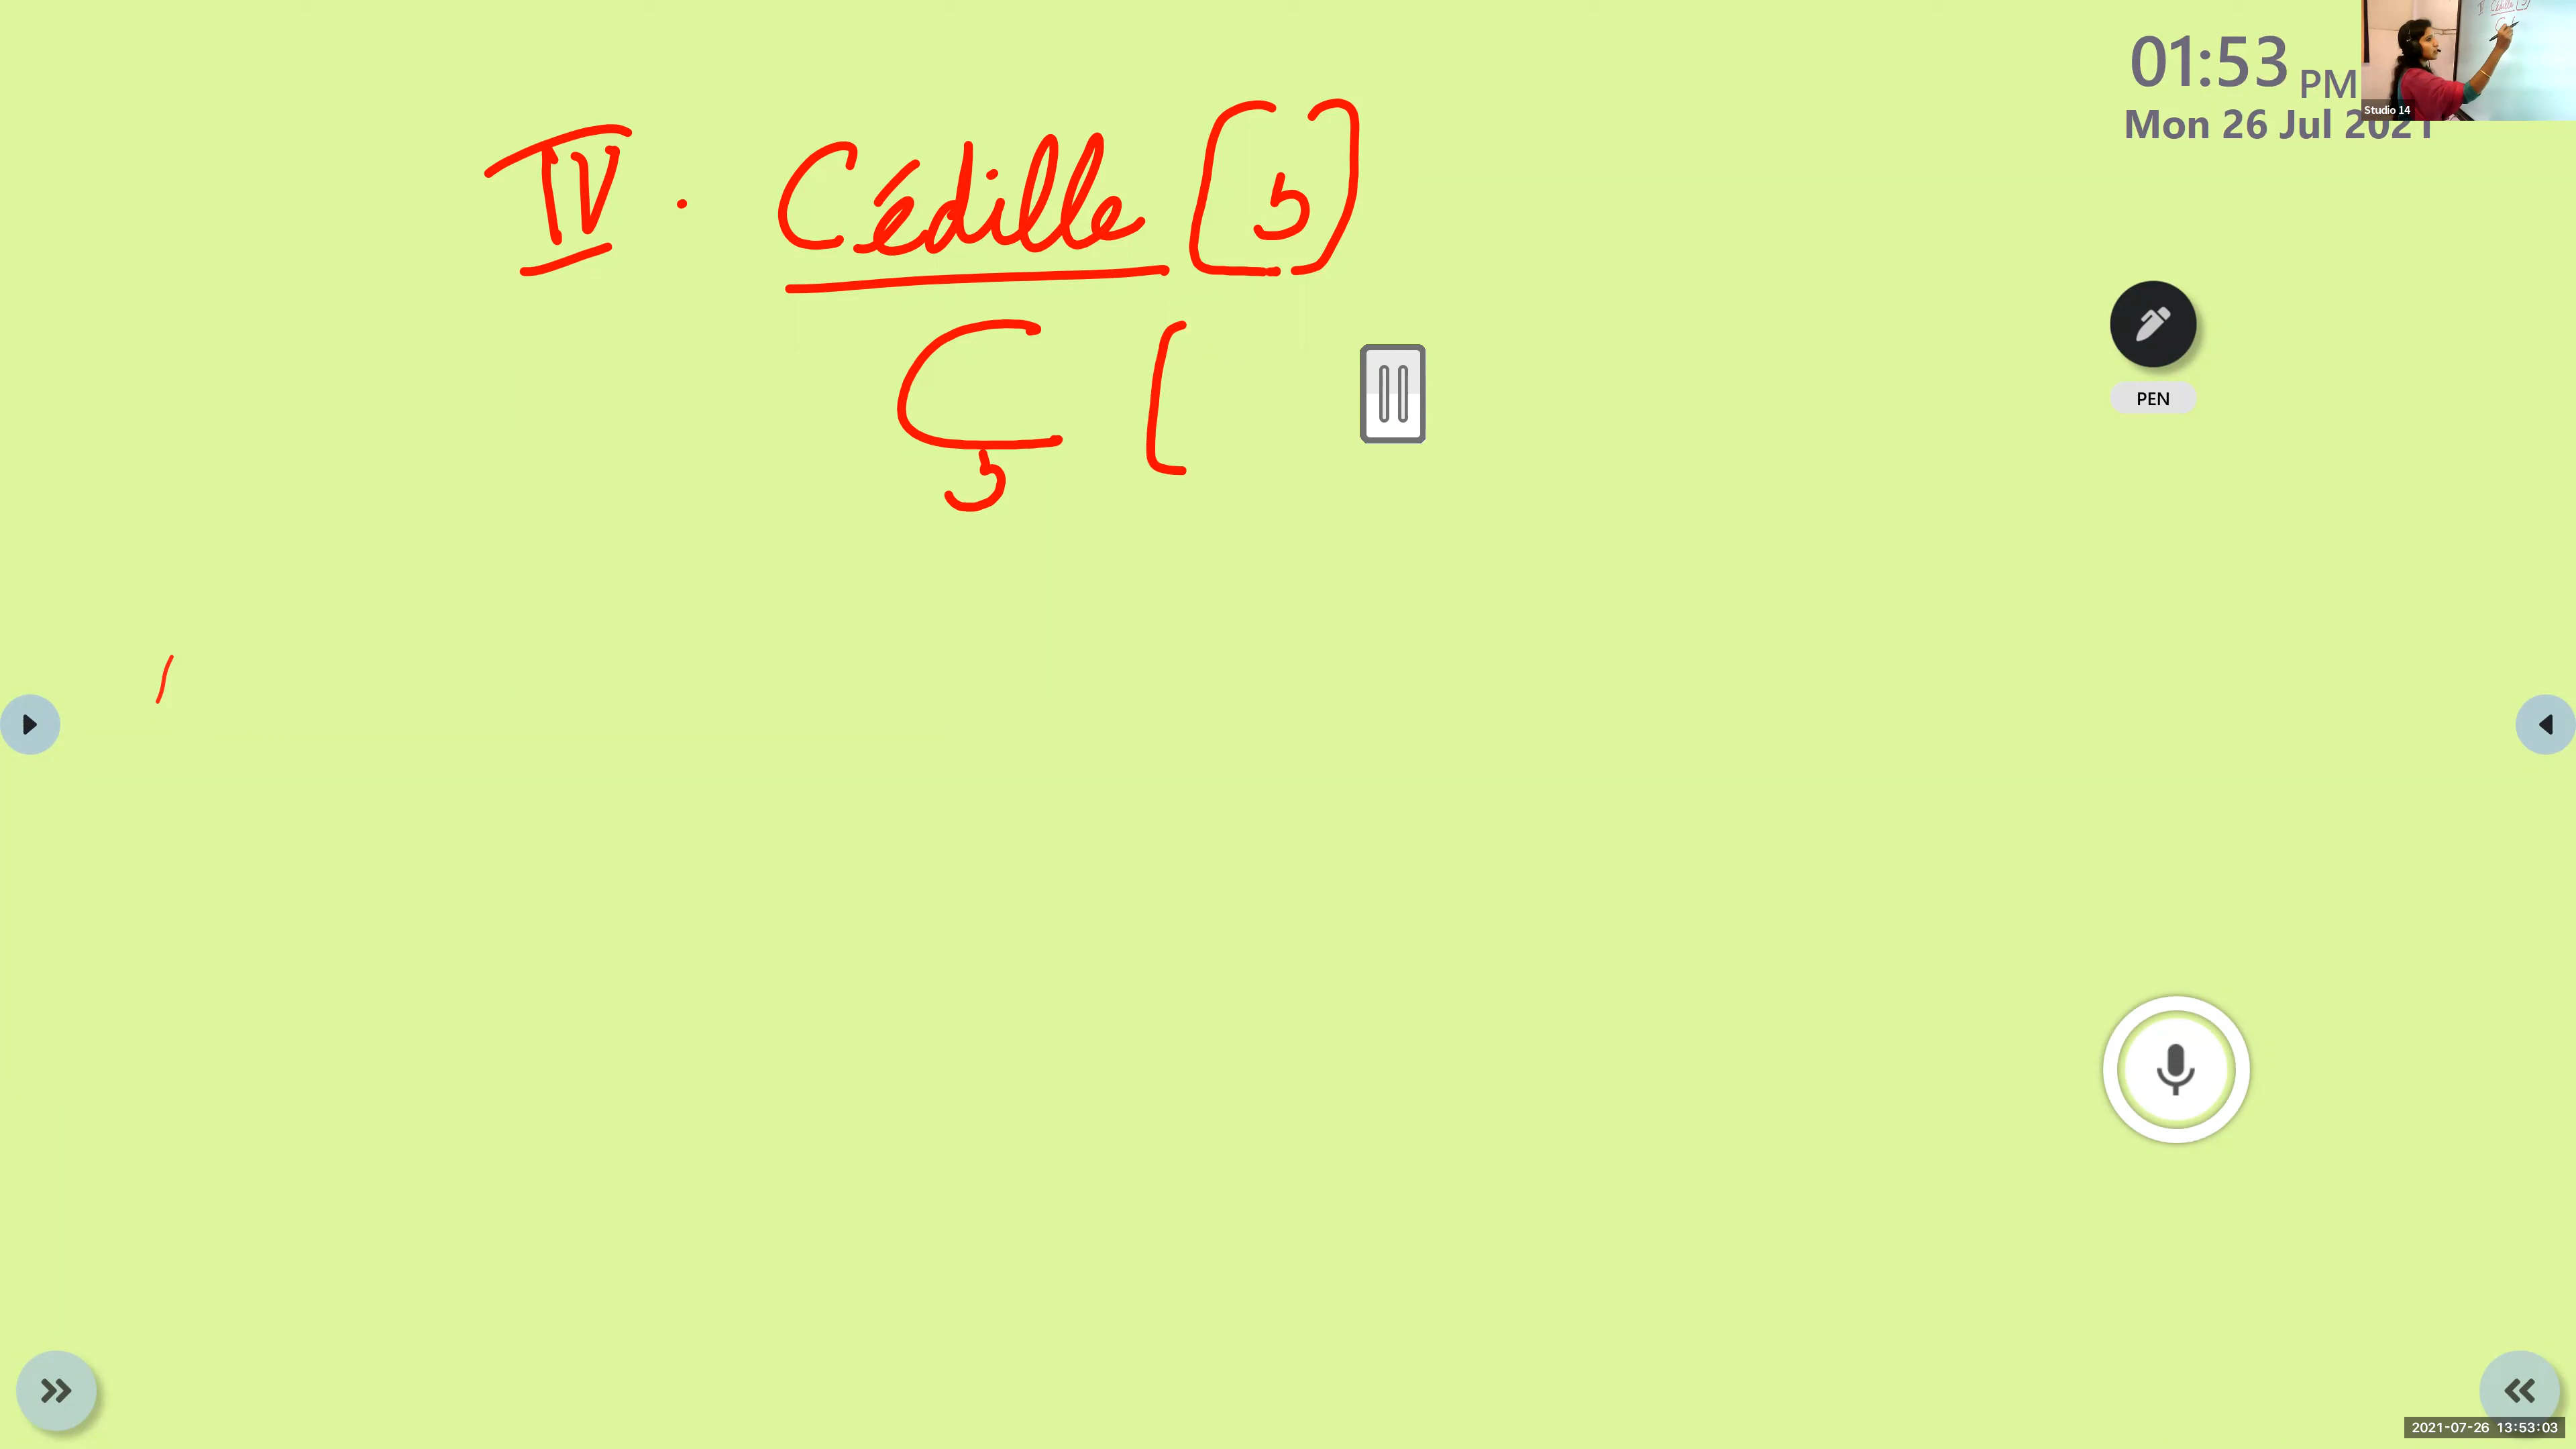 01:53 PM
Studio 14
Mon 26 Jul 2021
IV. Cédille [ ̧]
Ç [
PEN
2021-07-26 13:53:03